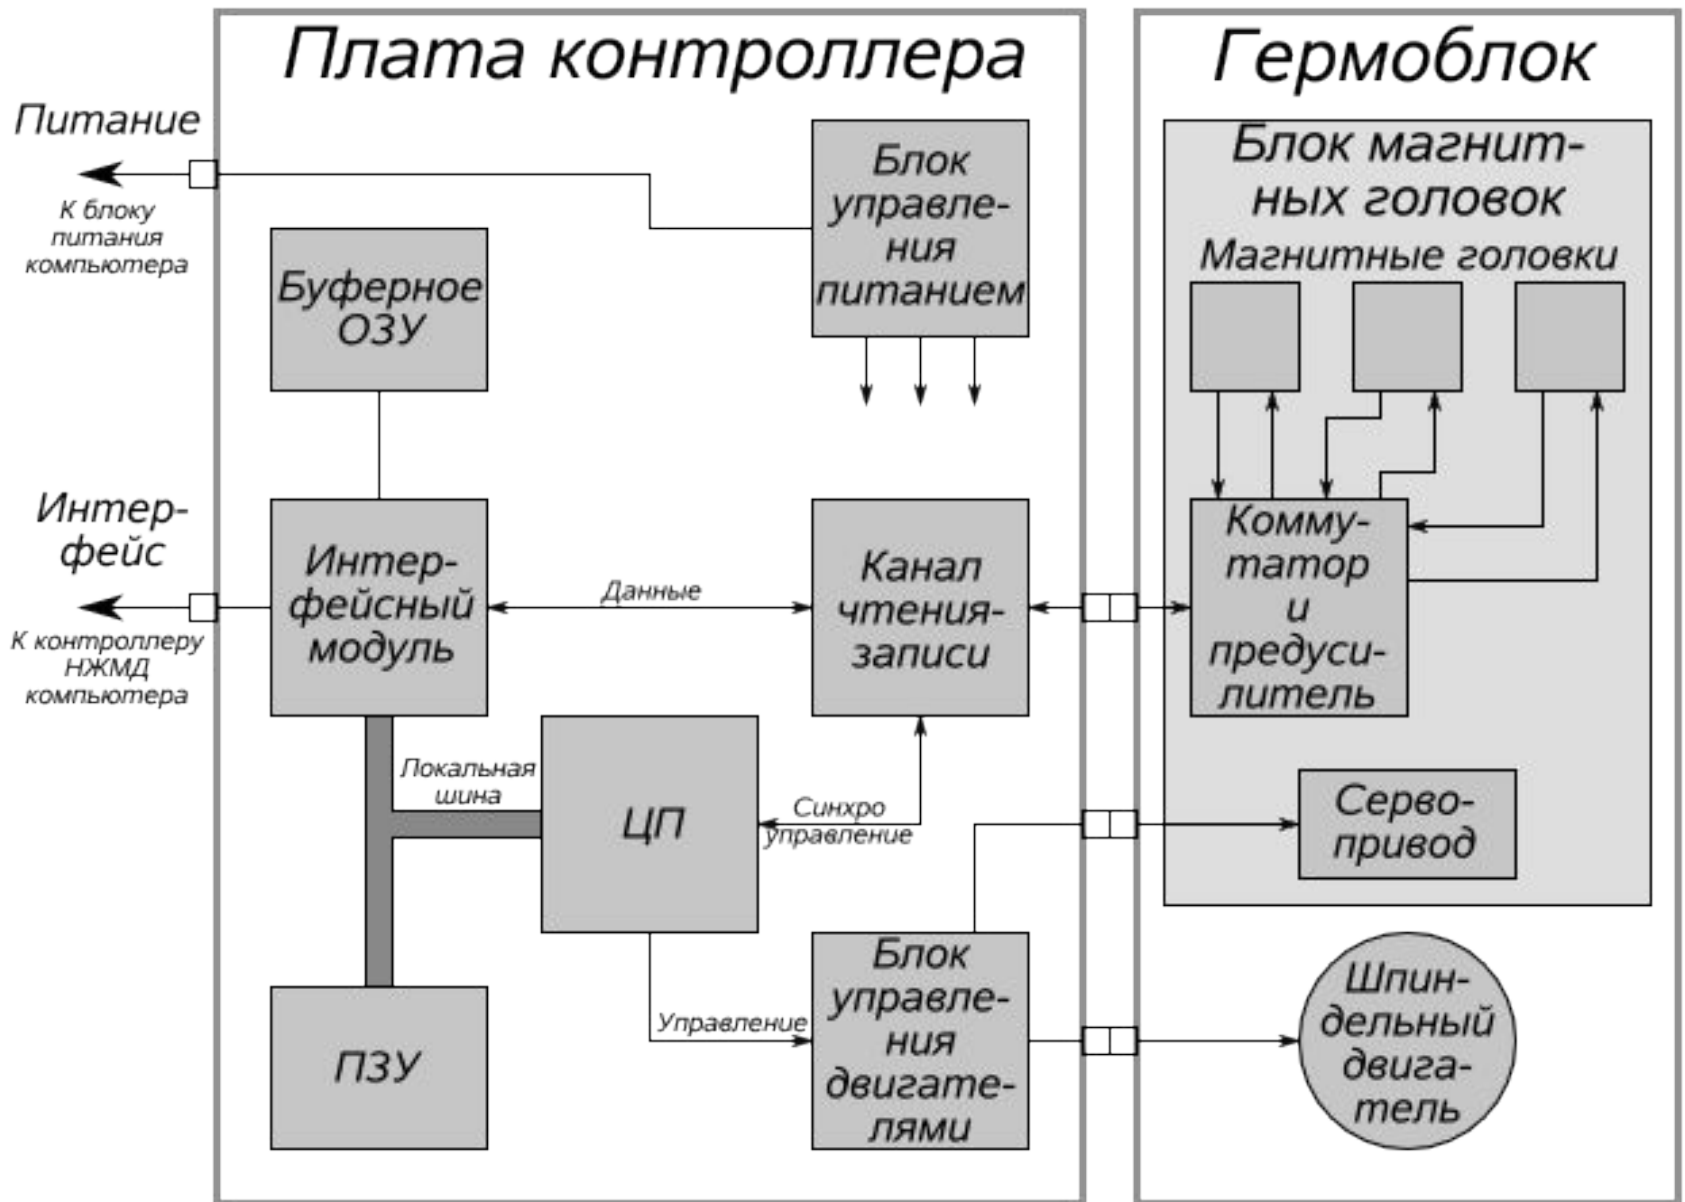 Плата контроллера
Гермоблок
Питание
К блоку
питания
компьютера
Блок
управле-
ния
питанием
Блок магнит-
ных головок
Магнитные головки
Буферное
ОЗУ
Интер-
фейс
К контроллеру
НЖМД
компьютера
Интер-
фейсный
модуль
Данные
Канал
чтения-
записи
Комму-
татор
и
предуси-
литель
Локальная
шина
ЦП
Синхро
управление
Серво-
привод
ПЗУ
Управление
Блок
управле-
ния
двигате-
лями
Шпин-
дельный
двига-
тель